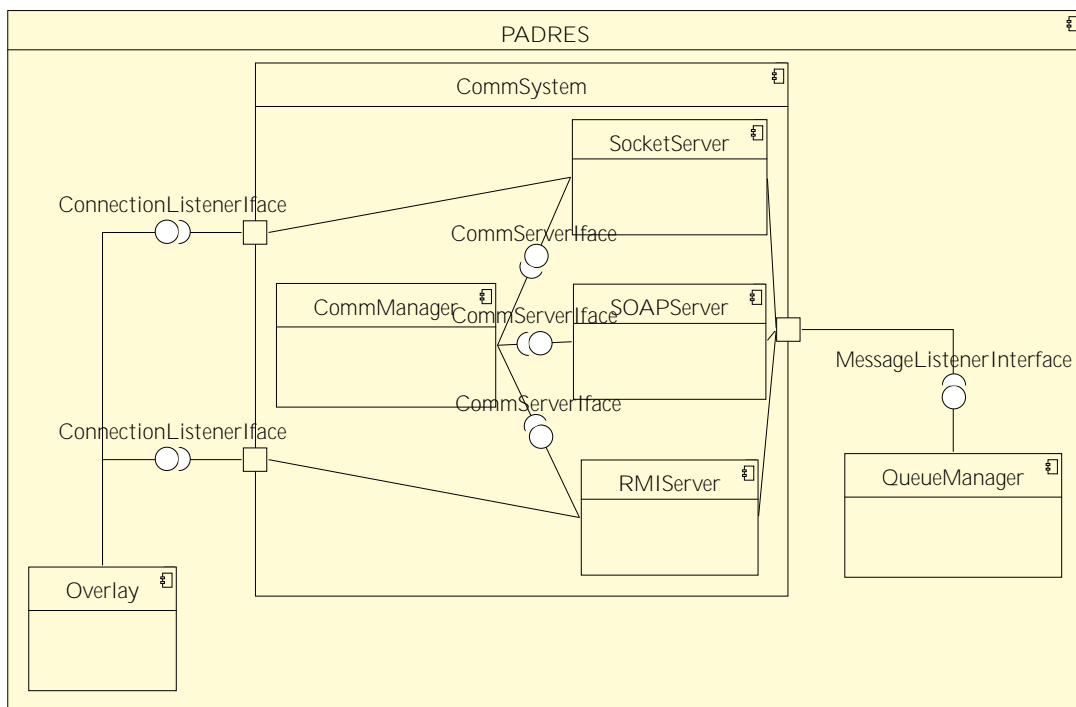 PADRES
CommSystem
SocketServer
ConnectionListenerIface
CommServerIface
CommManager
SOAPServer
CommServerIface
MessageListenerInterface
CommServerIface
ConnectionListenerIface
RMIServer
QueueManager
Overlay